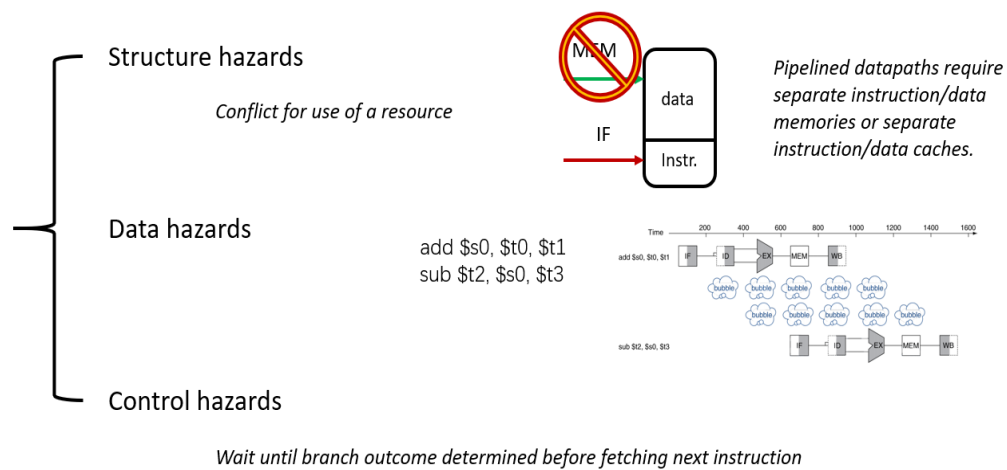 Structure hazards
Conflict for use of a resource
MEM
data
IF
Instr.
Pipelined datapaths require
separate instruction/data
memories or separate
instruction/data caches.
Data hazards
add $s0, $t0, $t1
sub $t2, $s0, $t3
Time 200 400 600 800 1000 1200 1400 1600
add $s0, $t0, $t1 IF ID EX MEM WB
bubble bubble bubble bubble bubble
bubble bubble bubble bubble bubble
sub $t2, $s0, $t3 IF ID EX MEM WB
Control hazards
Wait until branch outcome determined before fetching next instruction